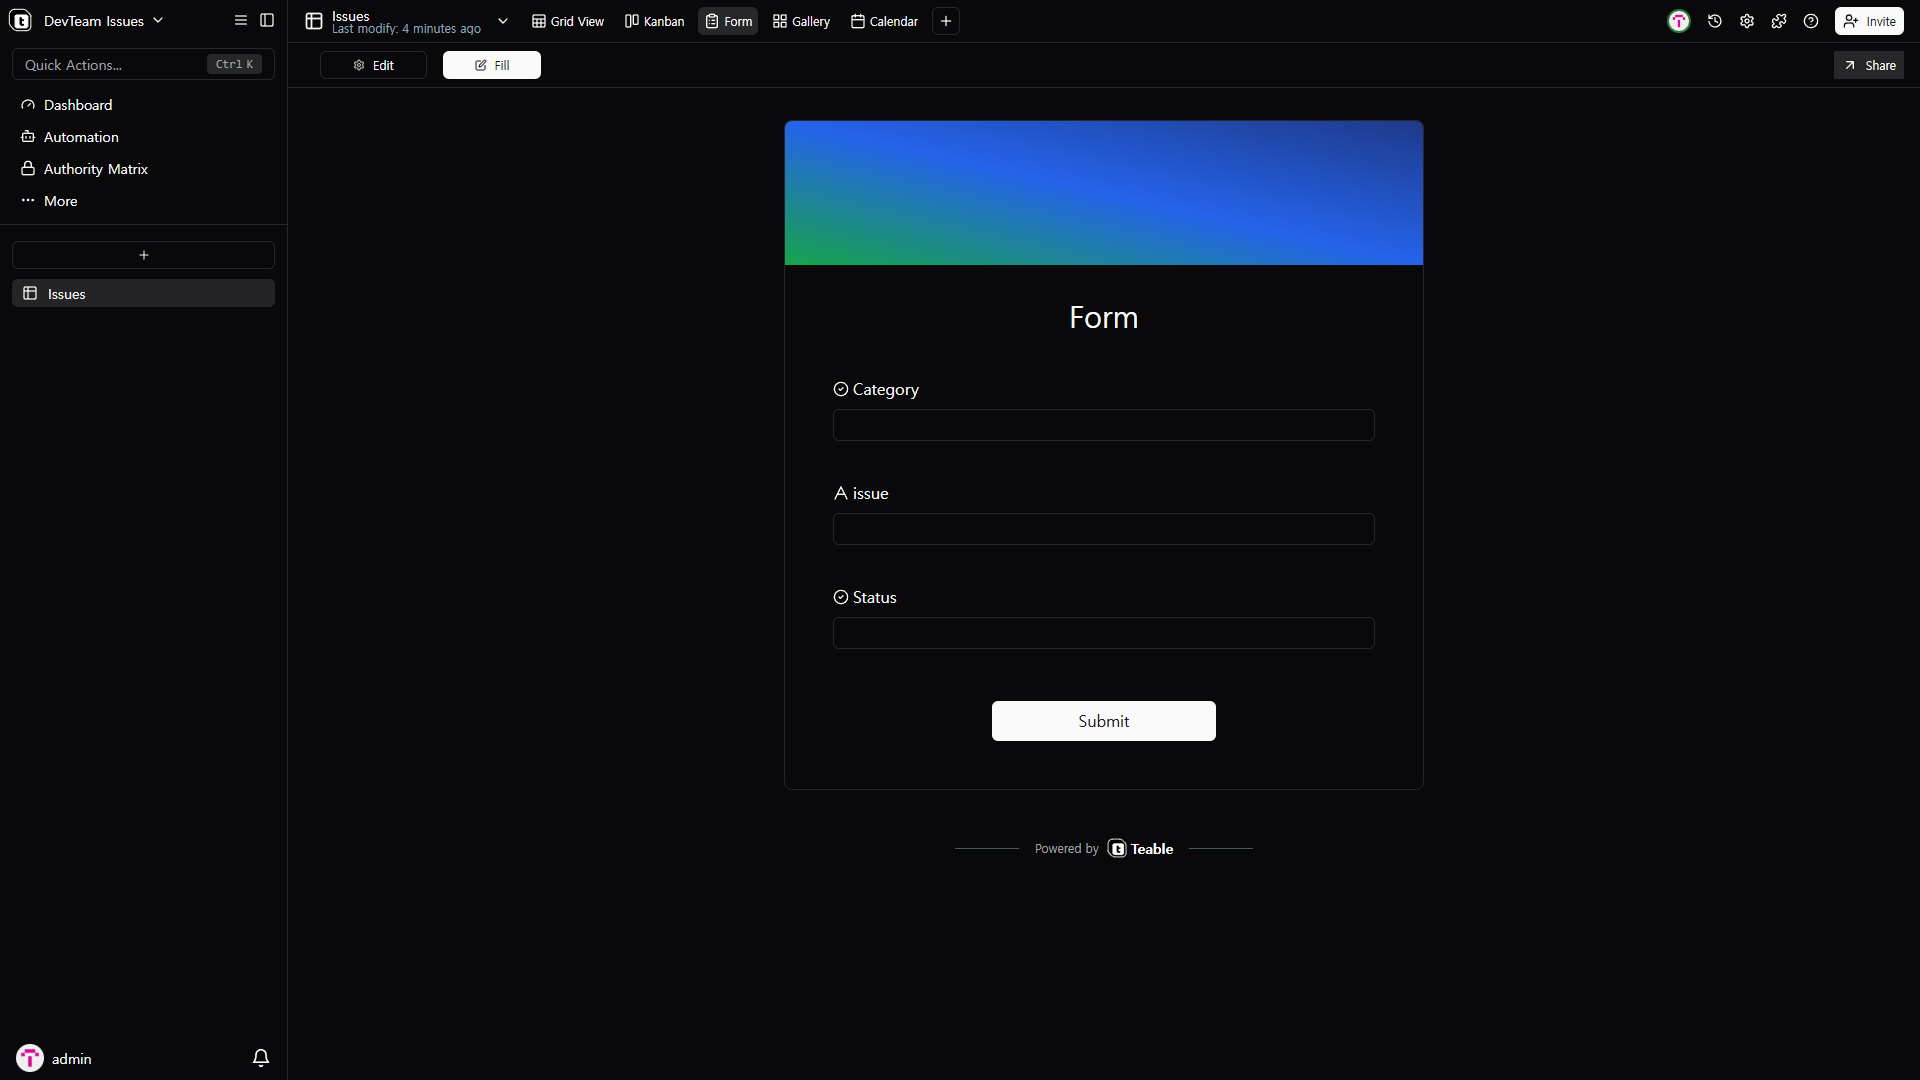 DevTeam Issues
Quick Actions... Ctrl K
Dashboard
Automation
Authority Matrix
More
Issues
admin
Issues
Last modify: 4 minutes ago
Grid View
Kanban
Form
Gallery
Calendar
Invite
Edit
Fill
Share
Form
Category
issue
Status
Submit
Powered by Teable